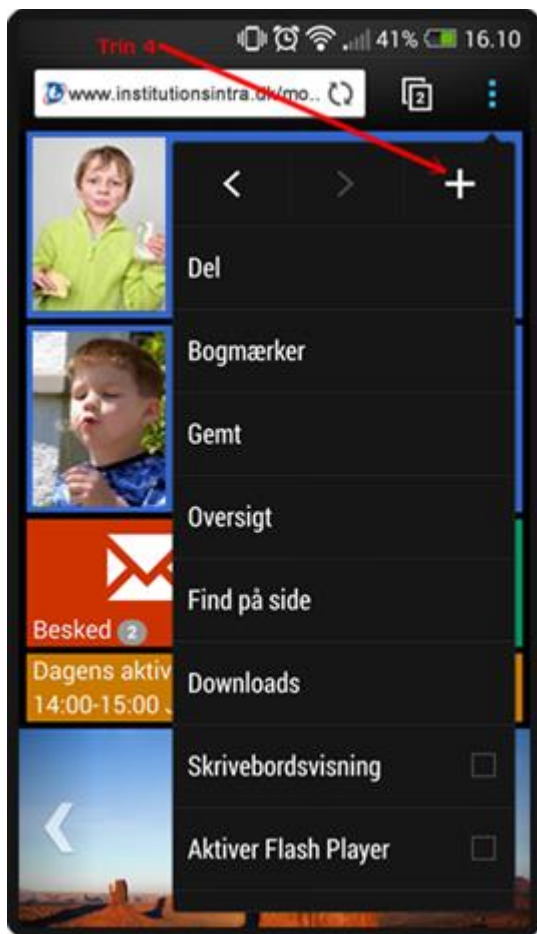 Trin 4
41% 16.10
www.institutionsintra.dk/mo..
2
Del
Bogmærker
Gemt
Oversigt
Find på side
Besked 2
Downloads
Dagens aktiv
14:00-15:00
Skrivebordsvisning
Aktiver Flash Player